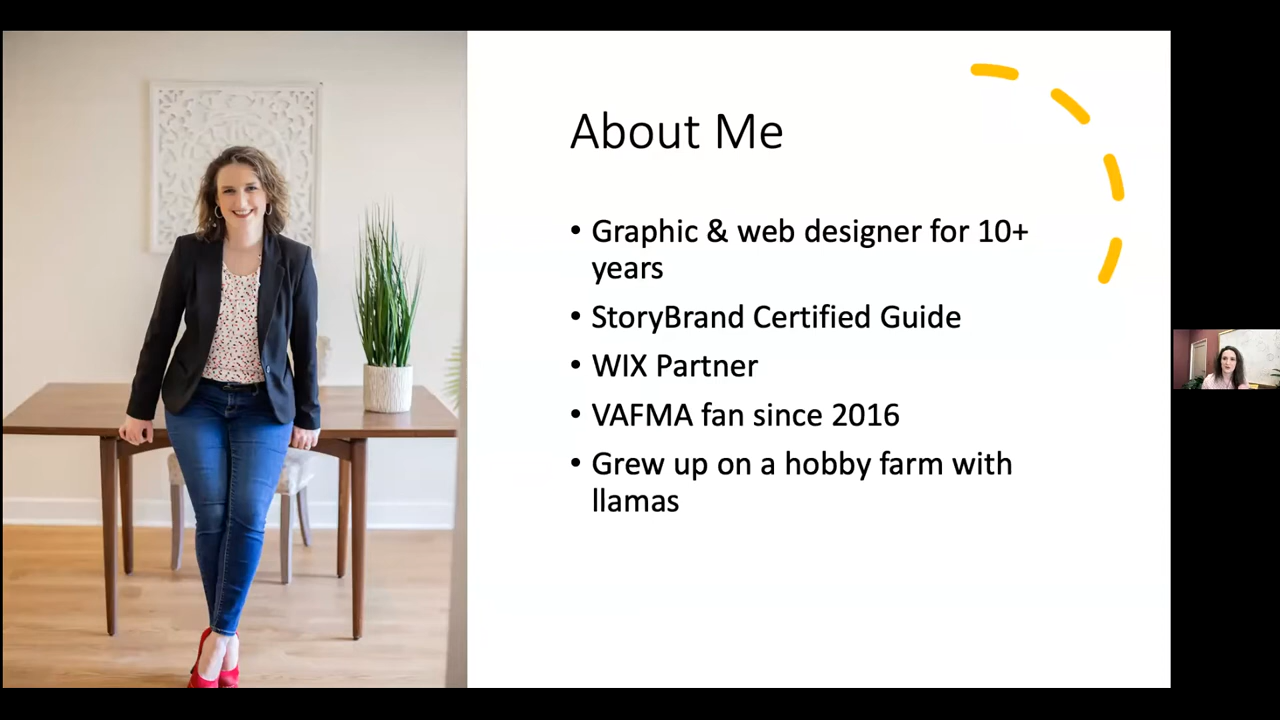 About Me
• Graphic & web designer for 10+
years
• StoryBrand Certified Guide
• WIX Partner
• VAFMA fan since 2016
• Grew up on a hobby farm with
llamas